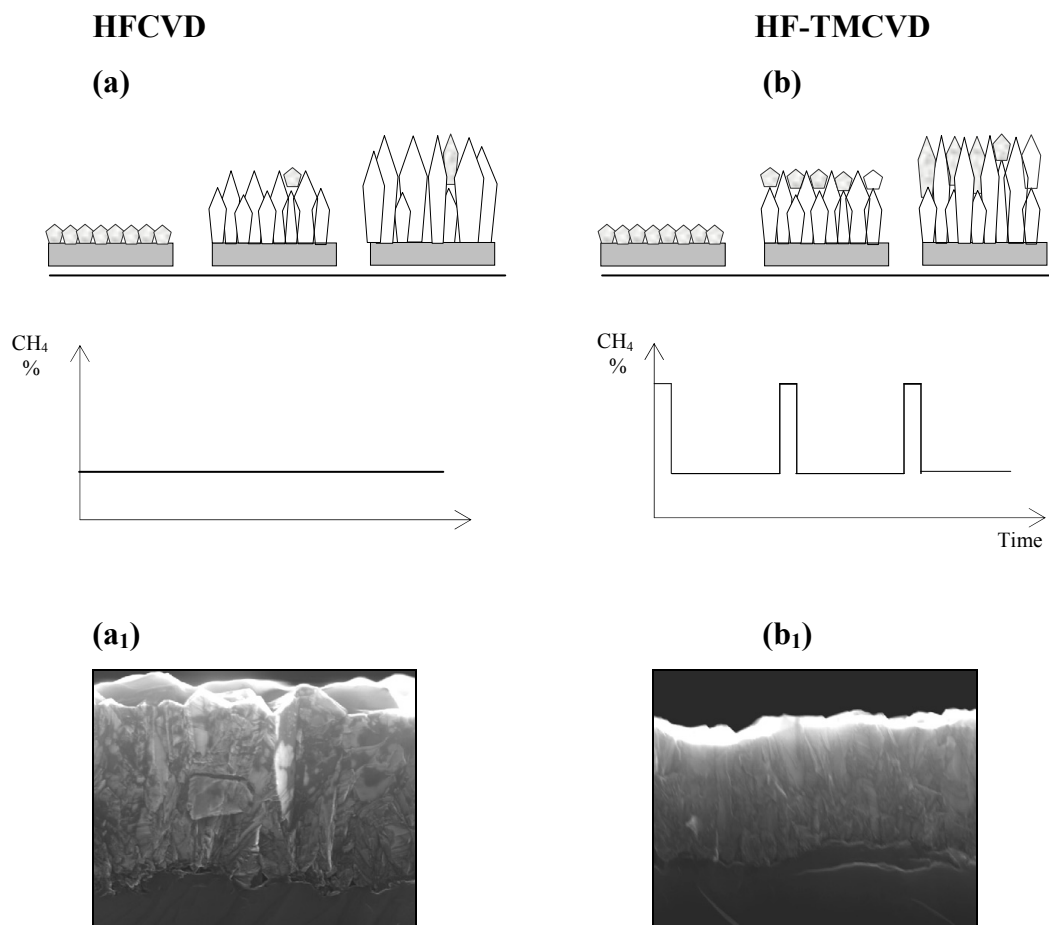 HFCVD
HF-TMCVD
(a)
(b)
CH₄
%
CH₄
%
Time
(a₁)
(b₁)